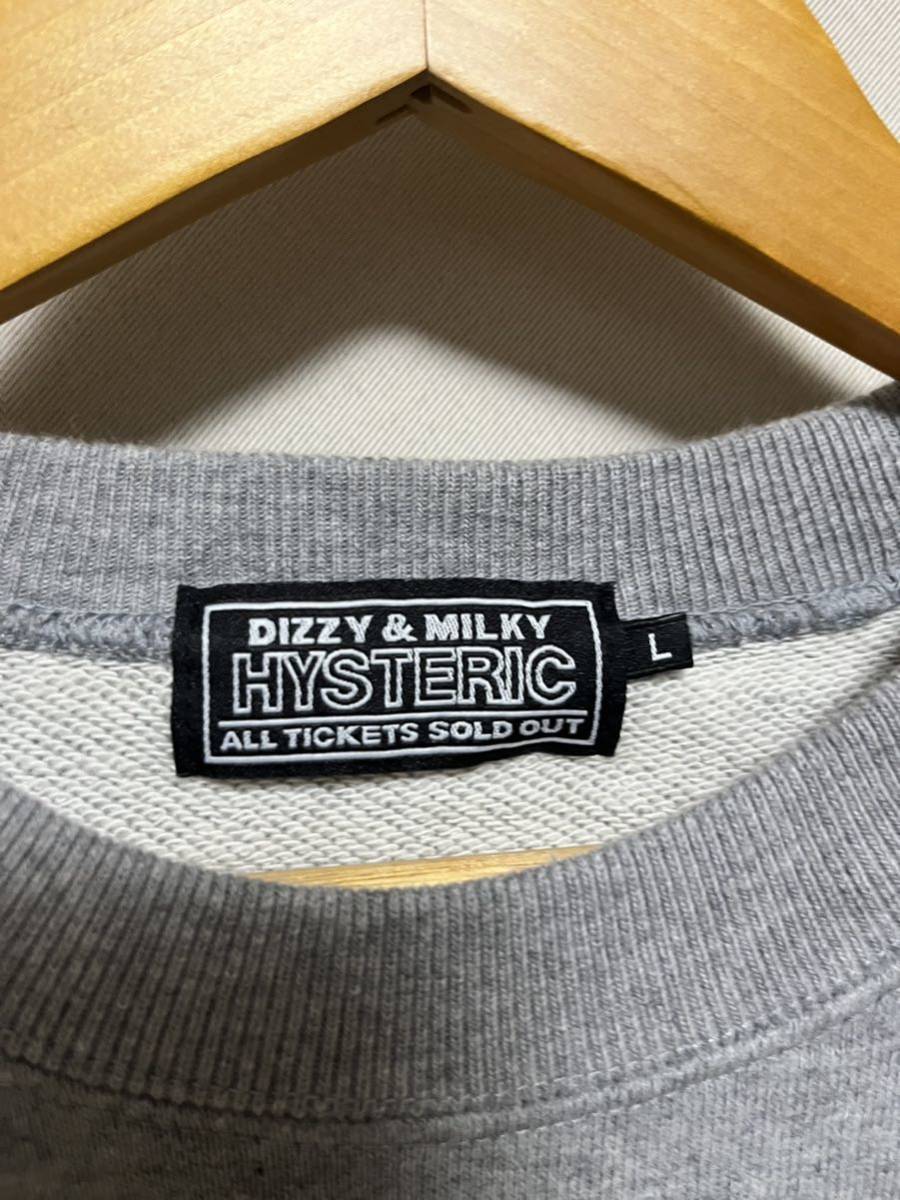 DIZZY & MILKY
HYSTERIC
ALL TICKETS SOLD OUT
L